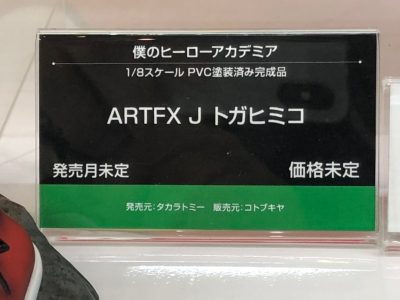 僕のヒーローアカデミア
1/8スケール PVC塗装済み完成品
ARTFX J トガヒミコ
発売月未定 価格未定
発売元:タカラトミー 販売元:コトブキヤ